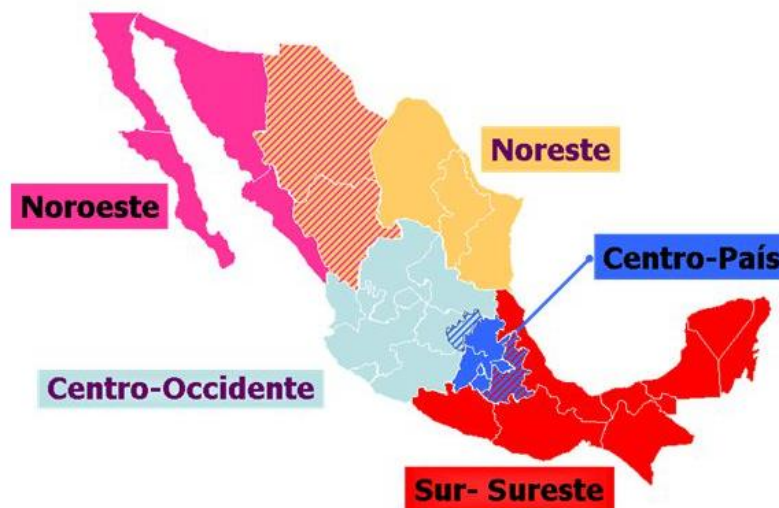 Noreste
Noroeste
Centro-País
Centro-Occidente
Sur- Sureste